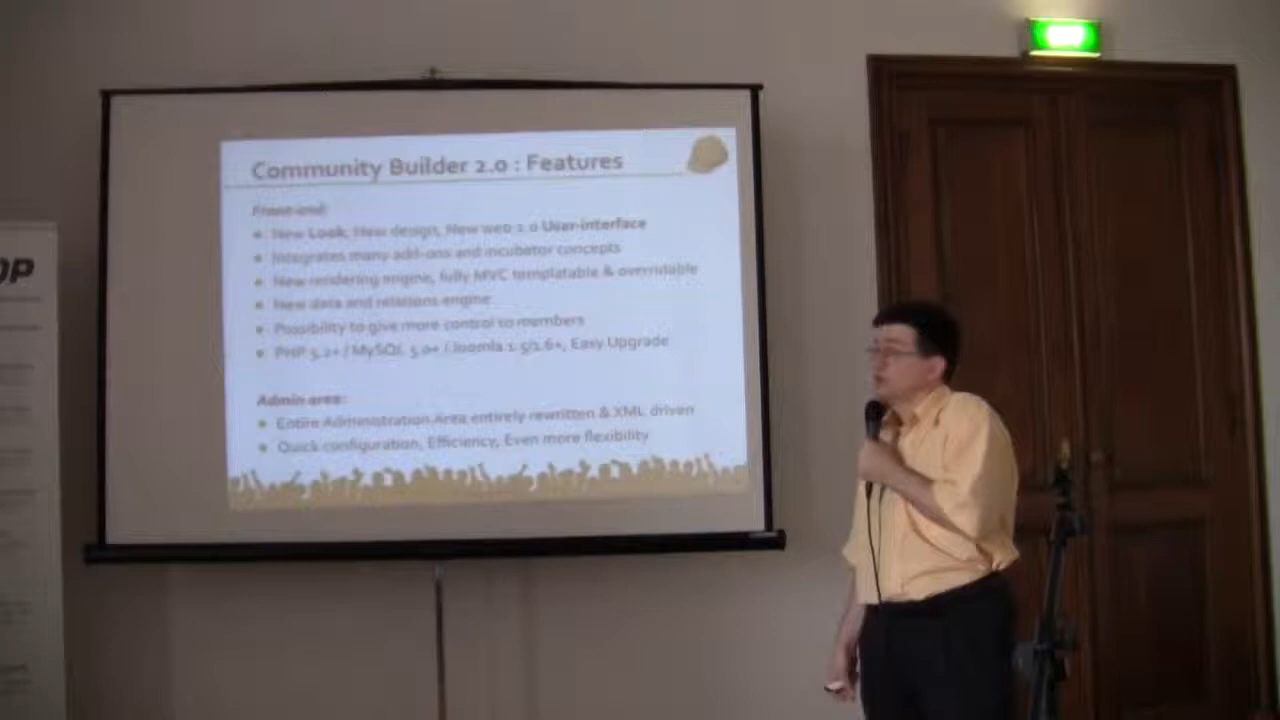 Community Builder 2.0 : Features
Front-end:
New Look, New design, New web 2.0 User-interface
Integrates many add-ons and incubator concepts
New rendering engine, fully MVC templatable & overridable
New data and relations engine
Possibility to give more control to members
PHP 5.2+ / MySQL 5.0+ / Joomla 1.5/1.6+, Easy Upgrade
Admin area:
Entire Administration Area entirely rewritten & XML driven
Quick configuration, Efficiency, Even more flexibility
OP